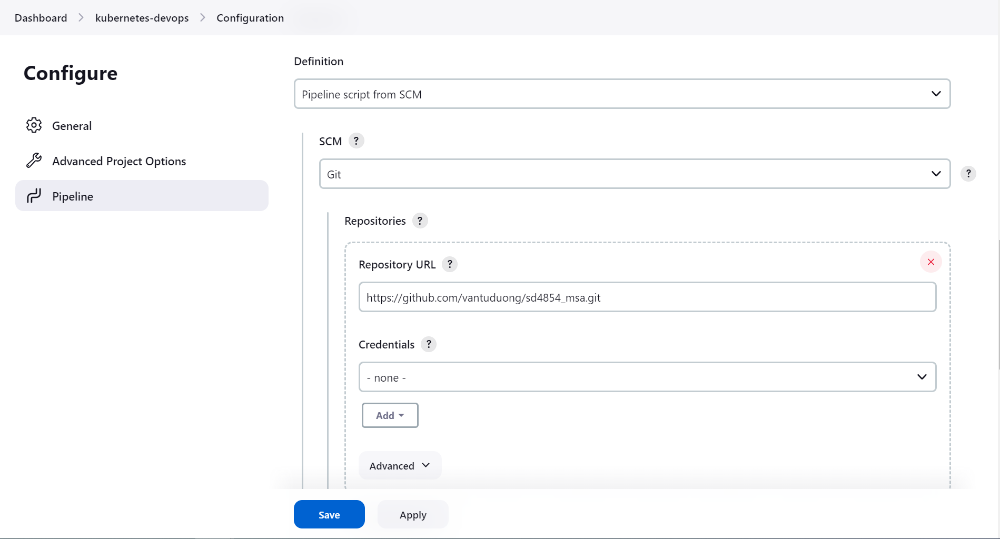 Dashboard > kubernetes-devops > Configuration
Configure
General
Advanced Project Options
Pipeline
Definition
Pipeline script from SCM
SCM ?
Git
?
Repositories ?
Repository URL ?
https://github.com/vantuduong/sd4854_msa.git
Credentials ?
- none -
Add
Advanced
Save Apply